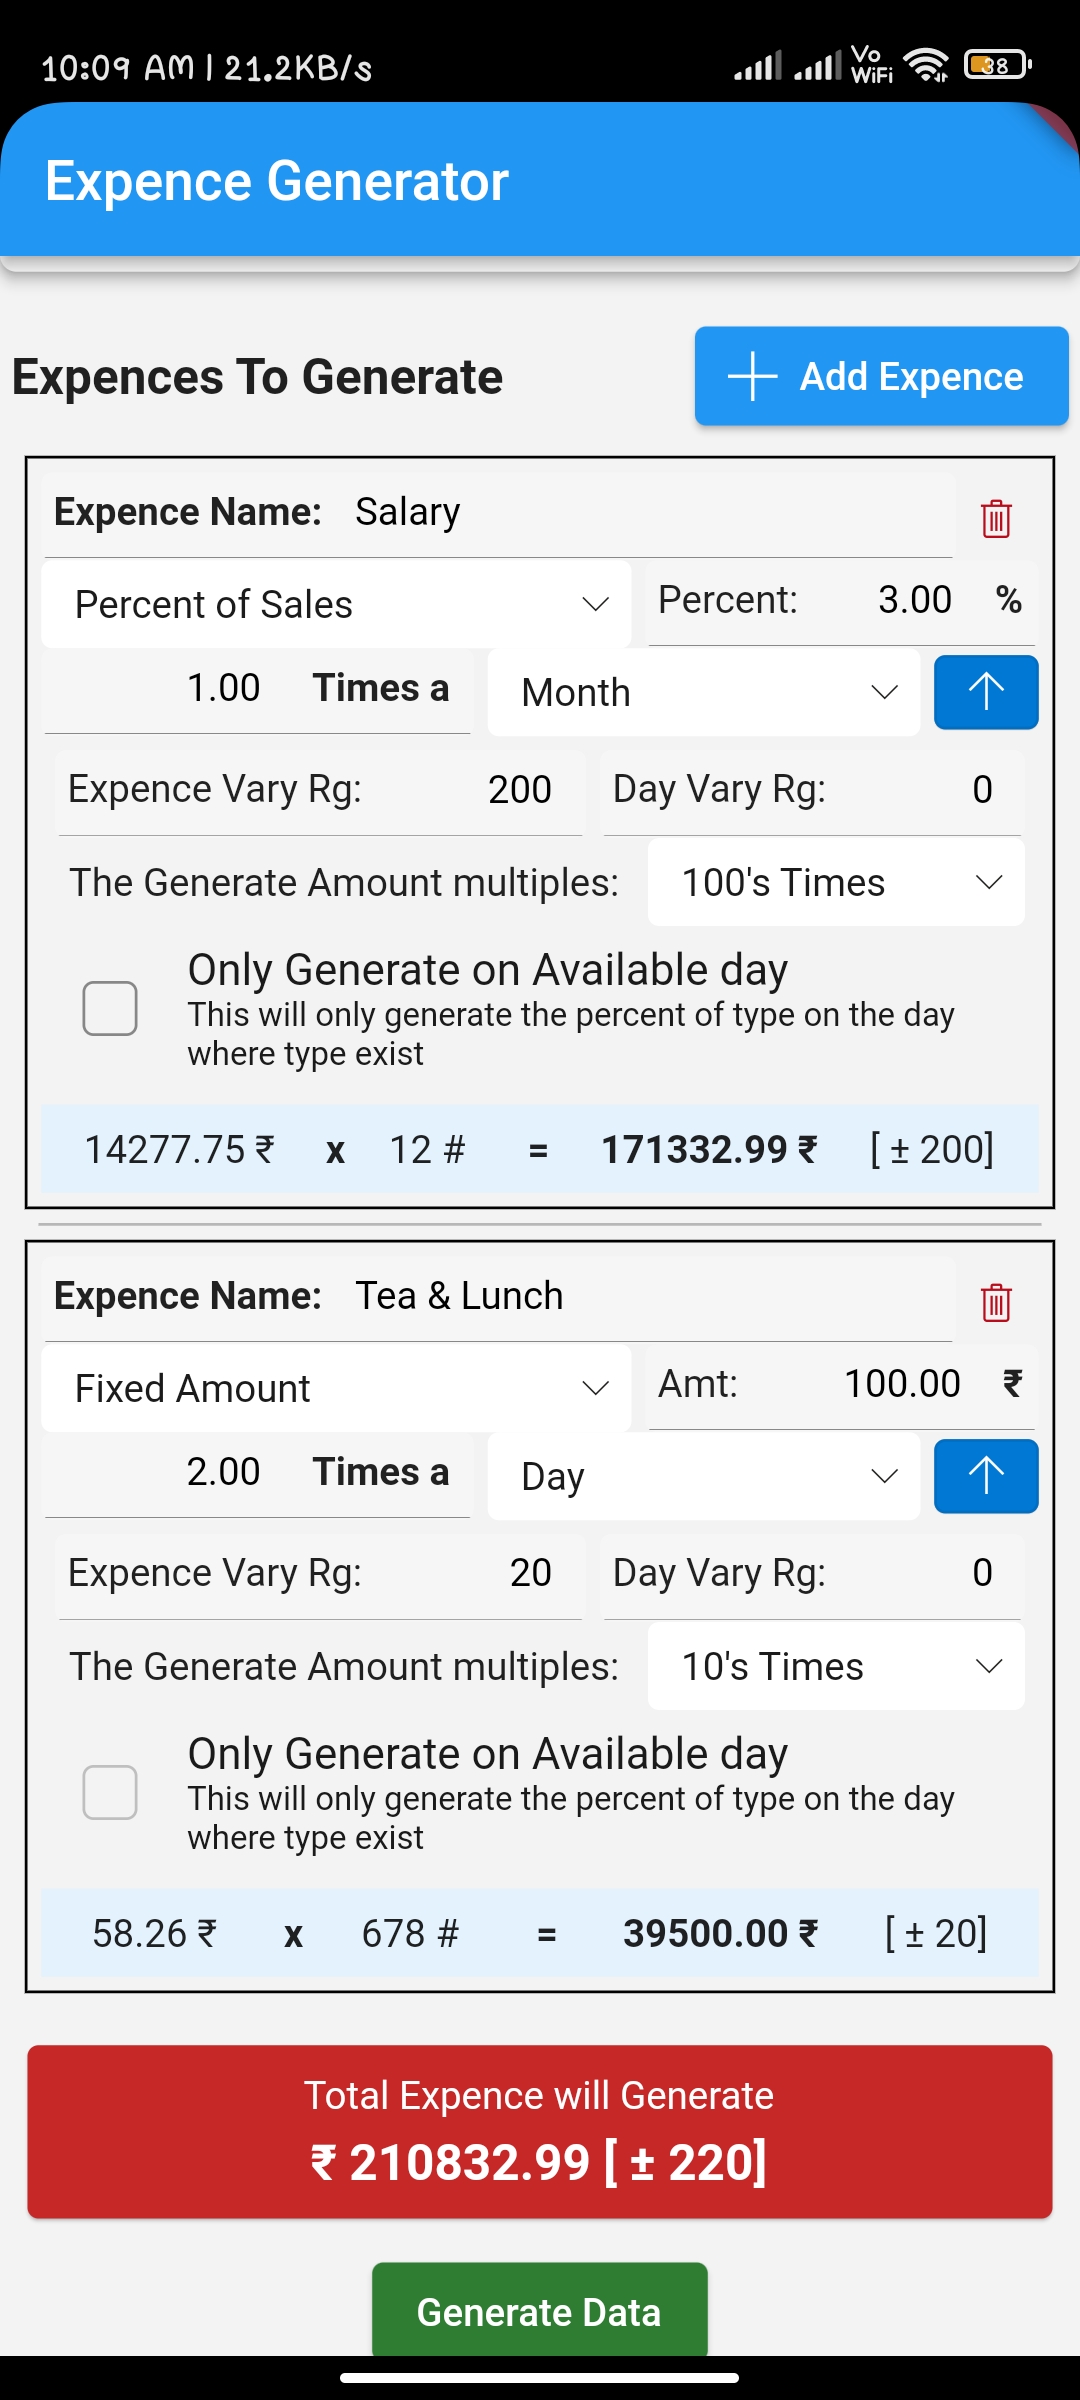 10:09 AM | 21.2KB/s Vo WiFi 38
Expence Generator
Expences To Generate Add Expence
Expence Name: Salary
Percent of Sales Percent: 3.00 %
1.00 Times a Month
Expence Vary Rg: 200 Day Vary Rg: 0
The Generate Amount multiples: 100's Times
Only Generate on Available day
This will only generate the percent of type on the day
where type exist
14277.75 ₹ x 12 # = 171332.99 ₹ [ ± 200]
Expence Name: Tea & Lunch
Fixed Amount Amt: 100.00 ₹
2.00 Times a Day
Expence Vary Rg: 20 Day Vary Rg: 0
The Generate Amount multiples: 10's Times
Only Generate on Available day
This will only generate the percent of type on the day
where type exist
58.26 ₹ x 678 # = 39500.00 ₹ [ ± 20]
Total Expence will Generate
₹ 210832.99 [ ± 220]
Generate Data